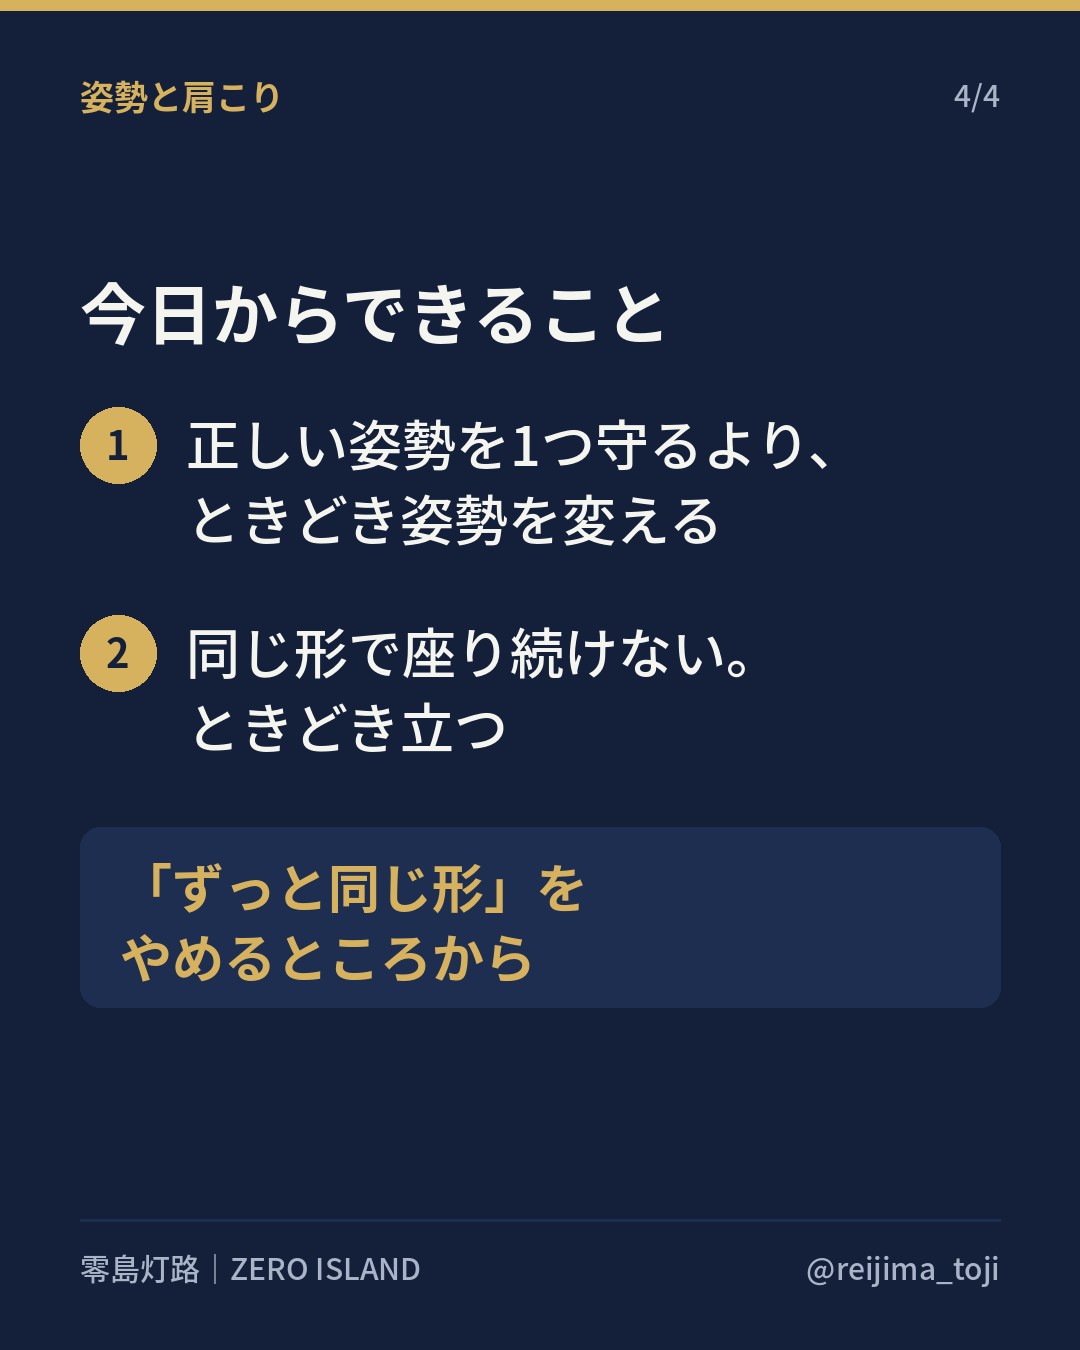 姿勢と肩こり
4/4
今日からできること
1 正しい姿勢を1つ守るより、
ときどき姿勢を変える
2 同じ形で座り続けない。
ときどき立つ
「ずっと同じ形」を
やめるところから
零島灯路｜ZERO ISLAND
@reijima_toji